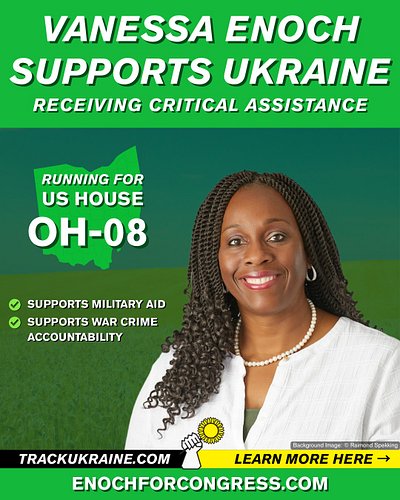 VANESSA ENOCH
SUPPORTS UKRAINE
RECEIVING CRITICAL ASSISTANCE
RUNNING FOR
US HOUSE
OH-08
SUPPORTS MILITARY AID
SUPPORTS WAR CRIME
ACCOUNTABILITY
Background Image: © Raimond Spekking
TRACKUKRAINE.COM
LEARN MORE HERE →
ENOCHFORCONGRESS.COM